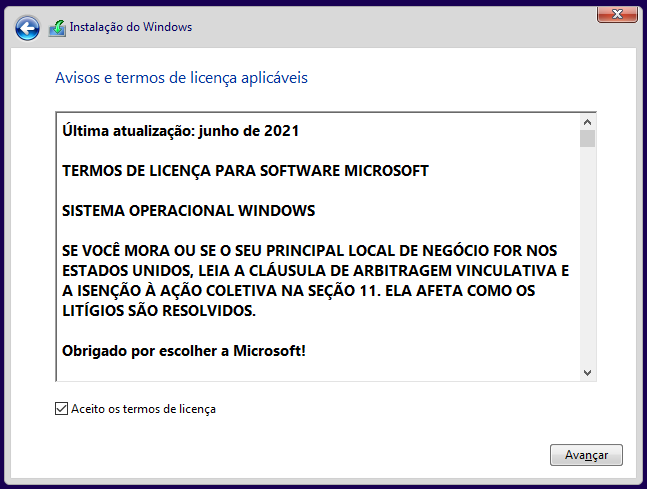 Instalação do Windows
Avisos e termos de licença aplicáveis
Última atualização: junho de 2021
TERMOS DE LICENÇA PARA SOFTWARE MICROSOFT
SISTEMA OPERACIONAL WINDOWS
SE VOCÊ MORA OU SE O SEU PRINCIPAL LOCAL DE NEGÓCIO FOR NOS
ESTADOS UNIDOS, LEIA A CLÁUSULA DE ARBITRAGEM VINCULATIVA E
A ISENÇÃO À AÇÃO COLETIVA NA SEÇÃO 11. ELA AFETA COMO OS
LITÍGIOS SÃO RESOLVIDOS.
Obrigado por escolher a Microsoft!
Aceito os termos de licença
Avançar